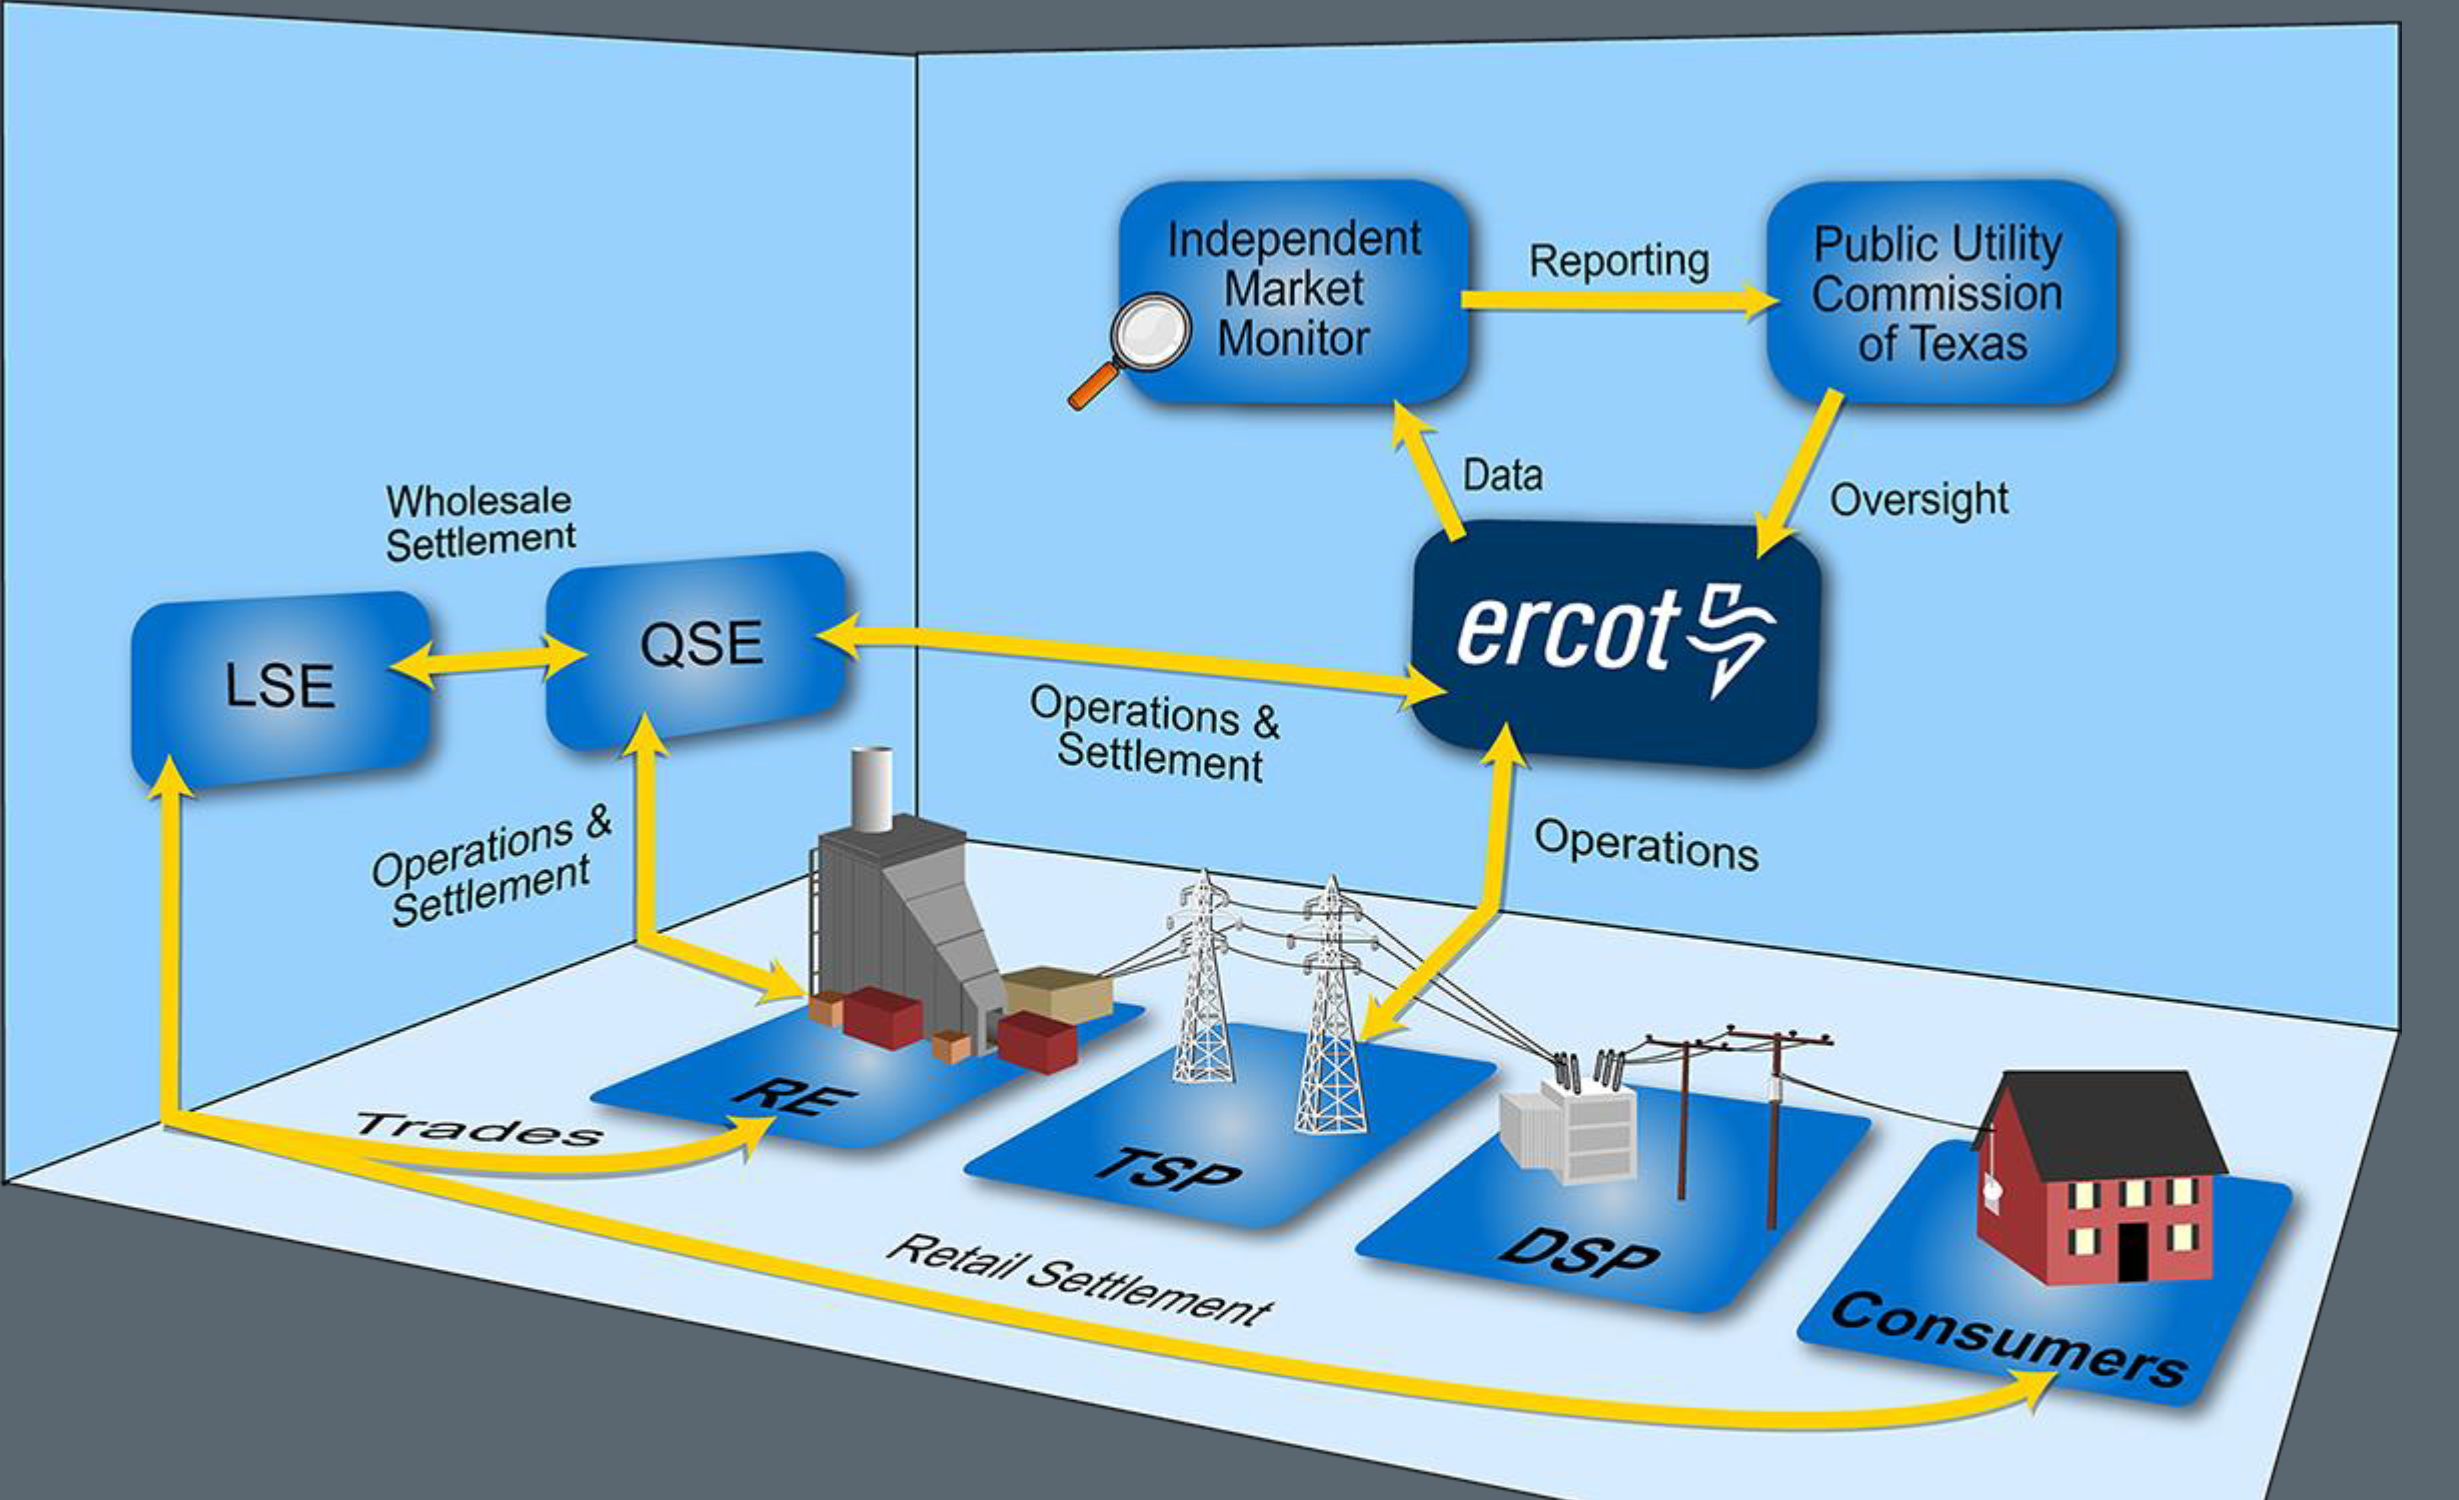 Independent
Market
Monitor
Reporting
Public Utility
Commission
of Texas
Data
Oversight
Wholesale
Settlement
LSE
QSE
ercot
Operations &
Settlement
Operations &
Settlement
Operations
RE
Trades
TSP
DSP
Retail Settlement
Consumers